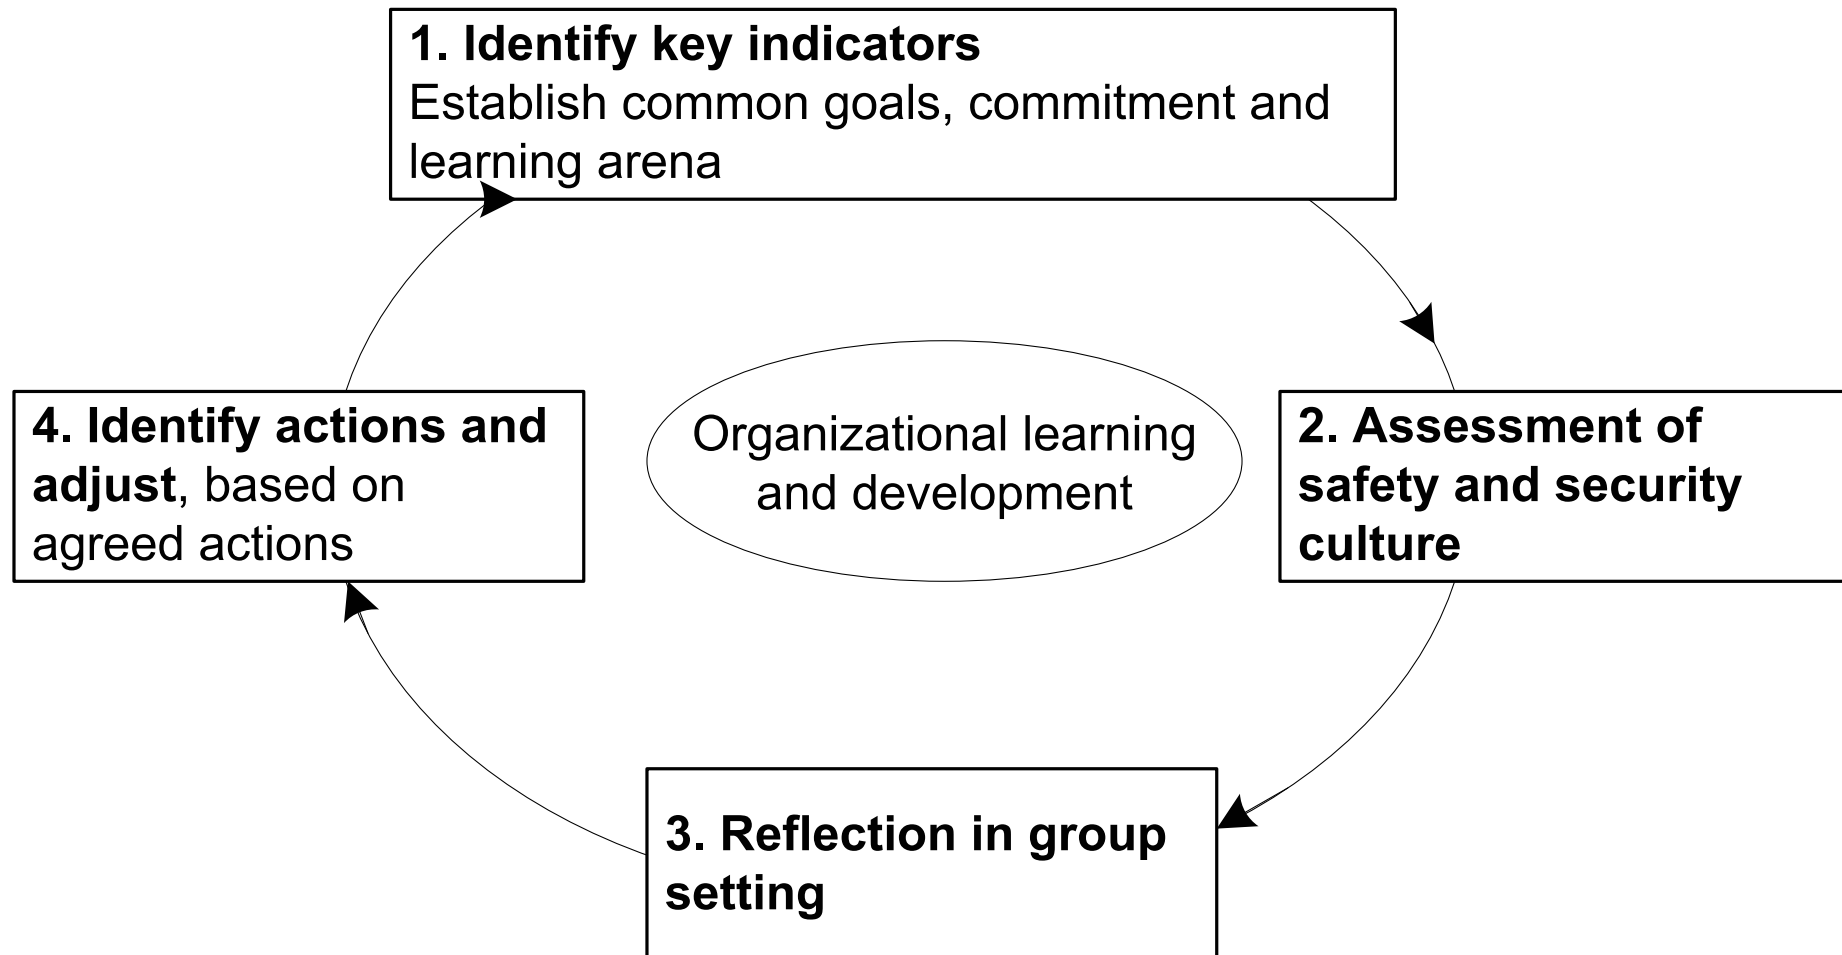 1. Identify key indicators
Establish common goals, commitment and
learning arena
Organizational learning
and development
2. Assessment of
safety and security
culture
3. Reflection in group
setting
4. Identify actions and
adjust, based on
agreed actions